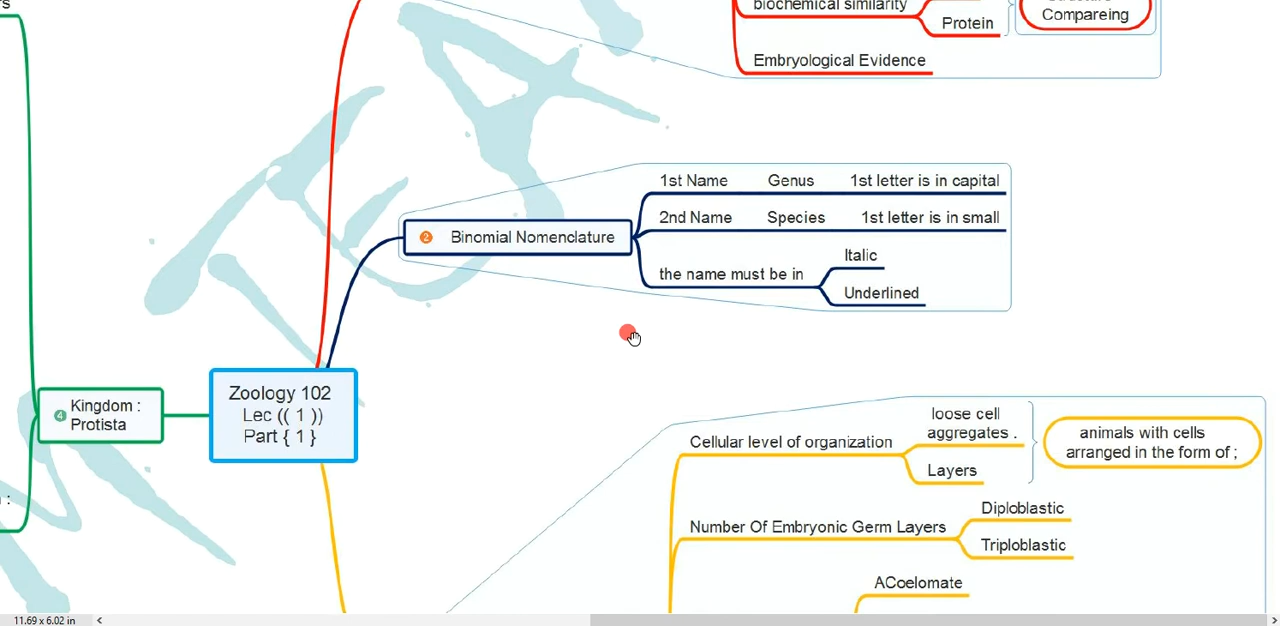 biochemical similarity
Protein
Compareing
Embryological Evidence
1st Name Genus 1st letter is in capital
2nd Name Species 1st letter is in small
2 Binomial Nomenclature
the name must be in
Italic
Underlined
Zoology 102
Lec (( 1 ))
Part { 1 }
4 Kingdom :
Protista
Cellular level of organization
loose cell
aggregates .
Layers
animals with cells
arranged in the form of ;
Number Of Embryonic Germ Layers
Diploblastic
Triploblastic
ACoelomate
11.69 x 6.02 in